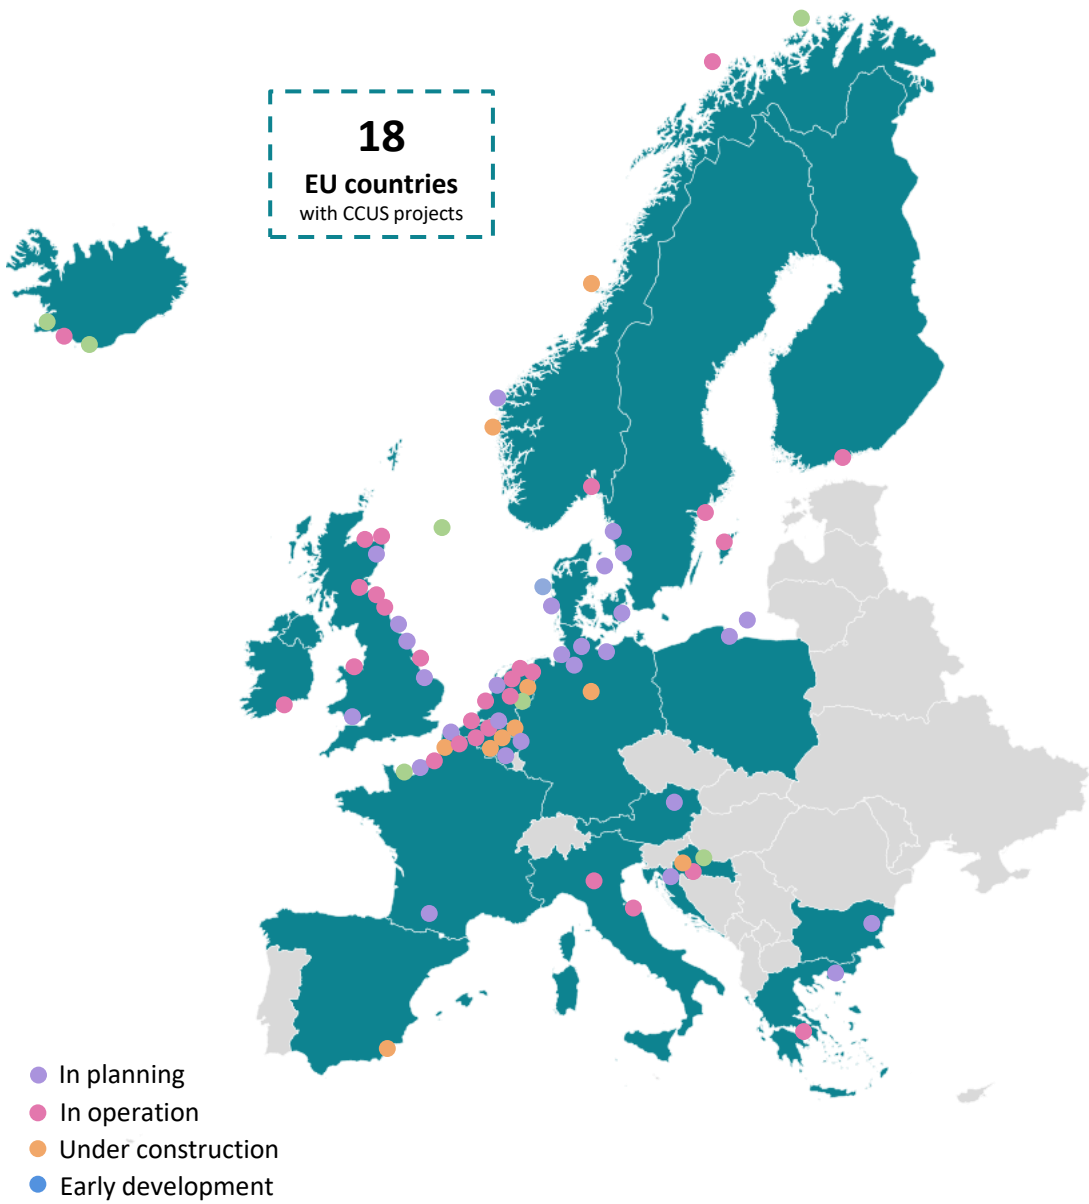 18
EU countries
with CCUS projects
In planning
In operation
Under construction
Early development